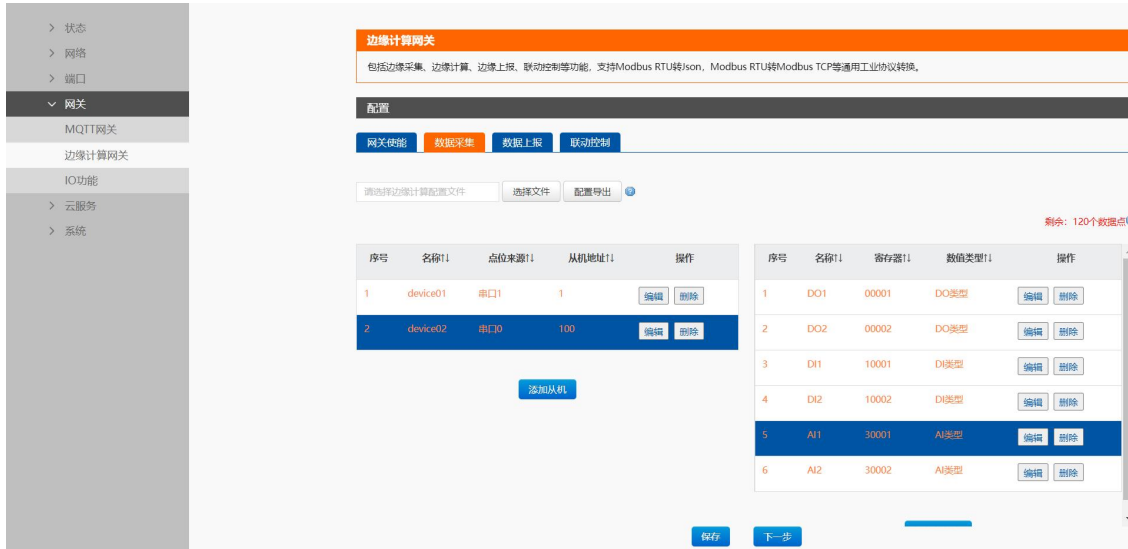 状态
网络
端口
网关
MQTT网关
边缘计算网关
IO功能
云服务
系统
边缘计算网关
包括边缘采集、边缘计算、边缘上报、联动控制等功能，支持Modbus RTU转Json，Modbus RTU转Modbus TCP等通用工业协议转换。
配置
网关使能 数据采集 数据上报 联动控制
请选择边缘计算配置文件 选择文件 配置导出
剩余：120个数据点
序号 名称↑↓ 点位来源↑↓ 从机地址↑↓ 操作
1 device01 串口1 1 编辑 删除
2 device02 串口0 100 编辑 删除
添加从机
序号 名称↑↓ 寄存器↑↓ 数值类型↑↓ 操作
1 DO1 00001 DO类型 编辑 删除
2 DO2 00002 DO类型 编辑 删除
3 DI1 10001 DI类型 编辑 删除
4 DI2 10002 DI类型 编辑 删除
5 AI1 30001 AI类型 编辑 删除
6 AI2 30002 AI类型 编辑 删除
保存 下一步